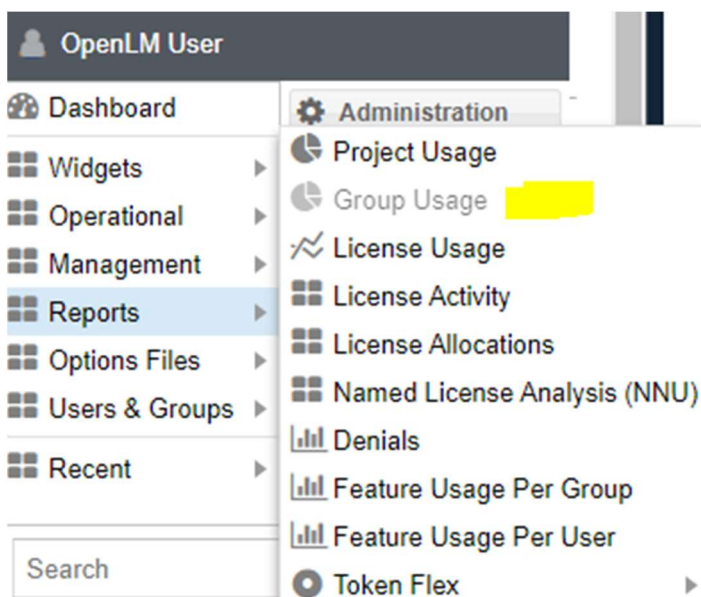 OpenLM User
Dashboard
Widgets
Operational
Management
Reports
Options Files
Users & Groups
Recent
Search
Administration
Project Usage
Group Usage
License Usage
License Activity
License Allocations
Named License Analysis (NNU)
Denials
Feature Usage Per Group
Feature Usage Per User
Token Flex